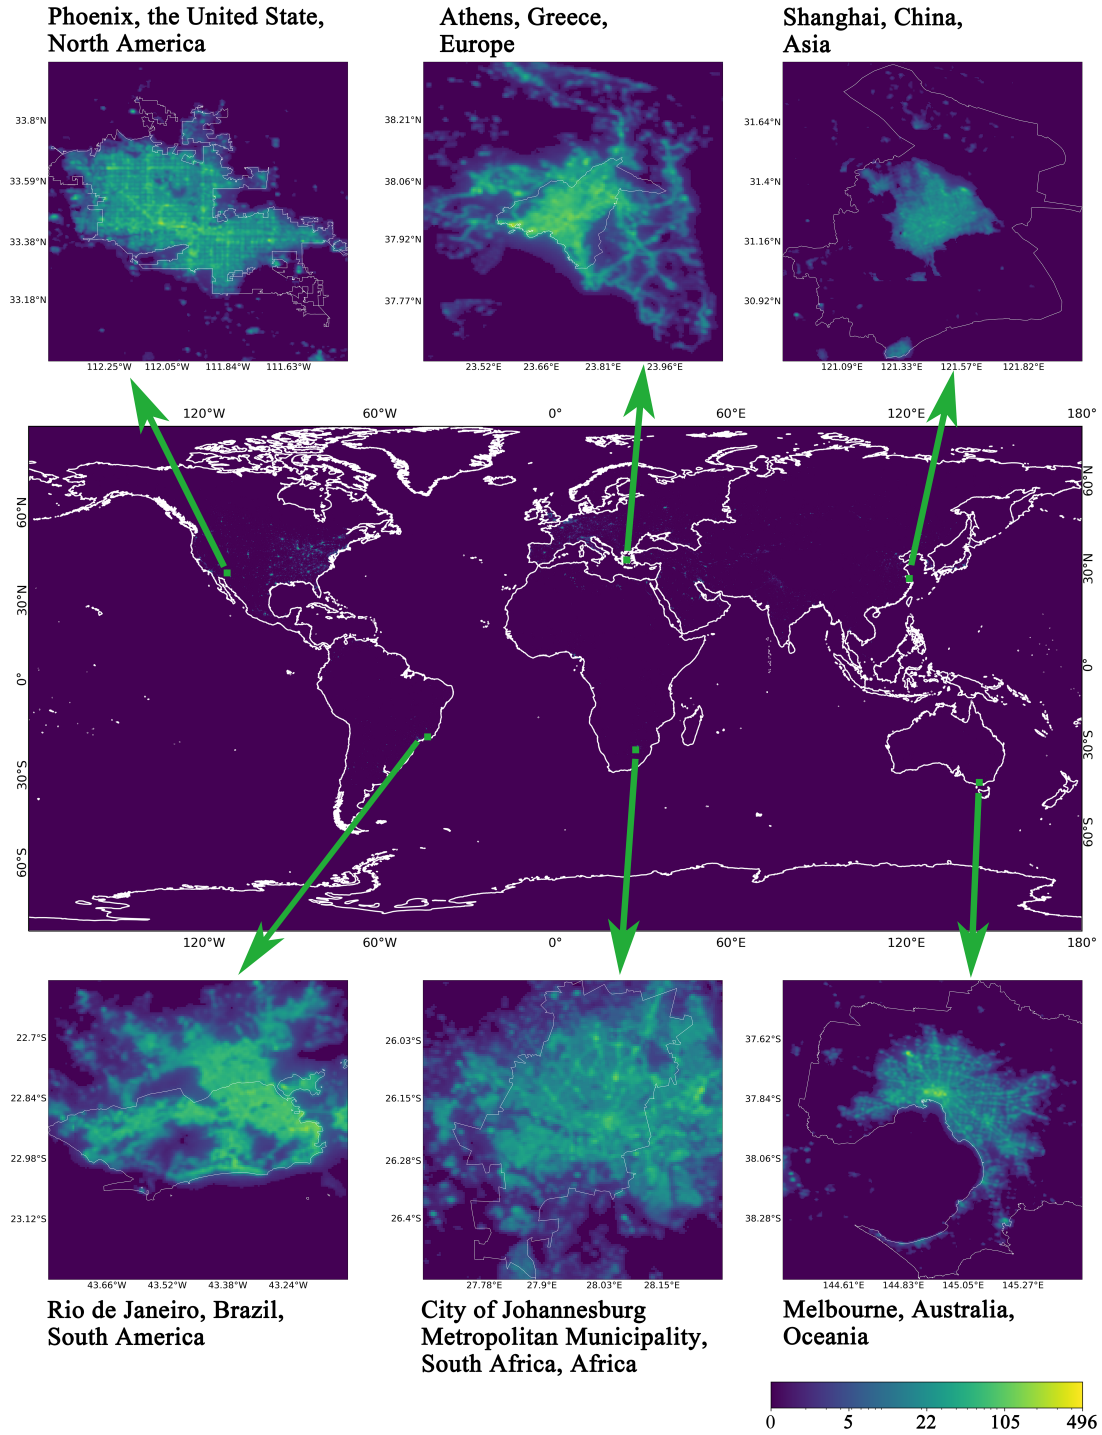 Phoenix, the United State,
North America
Athens, Greece,
Europe
Shanghai, China,
Asia
33.8°N
33.59°N
33.38°N
33.18°N
112.25°W 112.05°W 111.84°W 111.63°W
38.21°N
38.06°N
37.92°N
37.77°N
23.52°E 23.66°E 23.81°E 23.96°E
31.64°N
31.4°N
31.16°N
30.92°N
121.09°E 121.33°E 121.57°E 121.82°E
120°W 60°W 0° 60°E 120°E 180°
60°N
30°N
0°
30°S
60°S
60°N
30°N
0°
30°S
60°S
120°W 60°W 0° 60°E 120°E 180°
22.7°S
22.84°S
22.98°S
23.12°S
43.66°W 43.52°W 43.38°W 43.24°W
26.03°S
26.15°S
26.28°S
26.4°S
27.78°E 27.9°E 28.03°E 28.15°E
37.62°S
37.84°S
38.06°S
38.28°S
144.61°E 144.83°E 145.05°E 145.27°E
Rio de Janeiro, Brazil,
South America
City of Johannesburg
Metropolitan Municipality,
South Africa, Africa
Melbourne, Australia,
Oceania
0 5 22 105 496